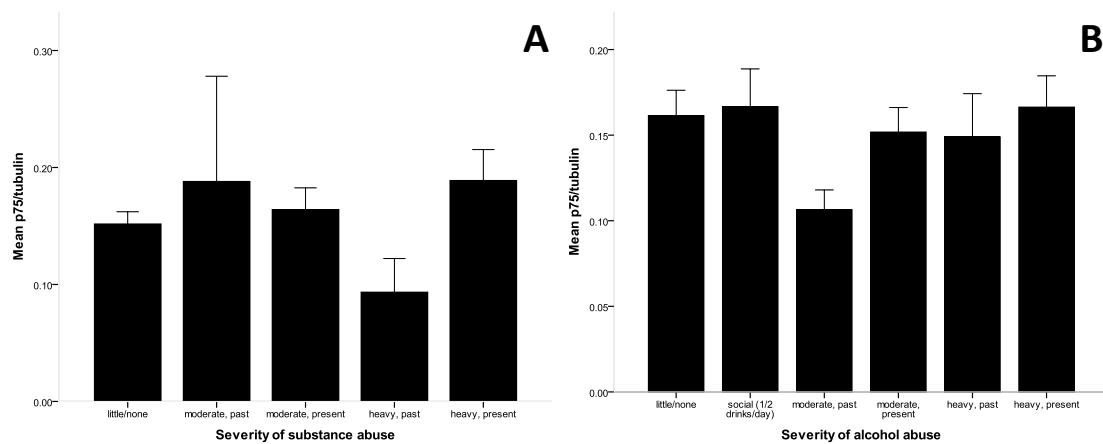 A
0.30
0.20
0.10
0.00
Mean p75/tubulin
little/none
moderate, past
moderate, present
heavy, past
heavy, present
Severity of substance abuse
B
0.20
0.15
0.10
0.05
0.00
Mean p75/tubulin
little/none
social (1/2
drinks/day)
moderate, past
moderate,
present
heavy, past
heavy, present
Severity of alcohol abuse